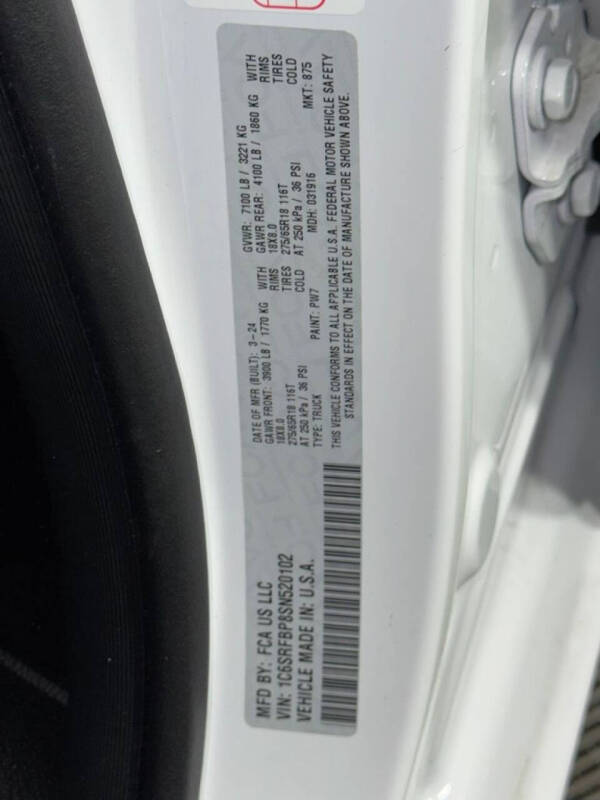 MFD BY: FCA US LLC
VIN: 1C6SRFBP8SN520102
VEHICLE MADE IN: U.S.A.
DATE OF MFR (BUILT): 3-24
GVWR: 7100 LB / 3221 KG
GAWR FRONT: 3900 LB / 1770 KG WITH
GAWR REAR: 4100 LB / 1860 KG WITH
18X8.0 RIMS
18X8.0 RIMS
275/65R18 116T TIRES
275/65R18 116T TIRES
AT 250 kPa / 36 PSI COLD
AT 250 kPa / 36 PSI COLD
TYPE: TRUCK PAINT: PW7 MDH: 031916 MKT: 875
THIS VEHICLE CONFORMS TO ALL APPLICABLE U.S.A. FEDERAL MOTOR VEHICLE SAFETY
STANDARDS IN EFFECT ON THE DATE OF MANUFACTURE SHOWN ABOVE.